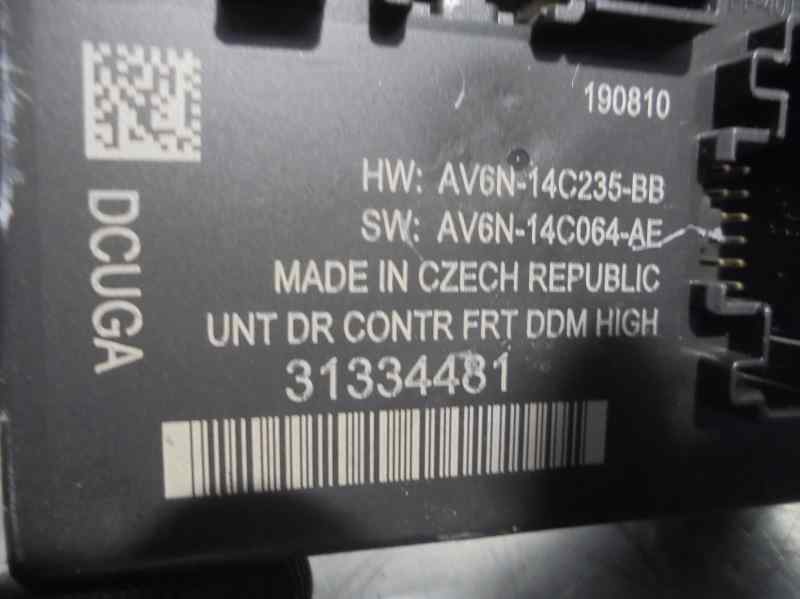 190810
HW: AV6N-14C235-BB
SW: AV6N-14C064-AE
MADE IN CZECH REPUBLIC
UNT DR CONTR FRT DDM HIGH
31334481
DCUGA